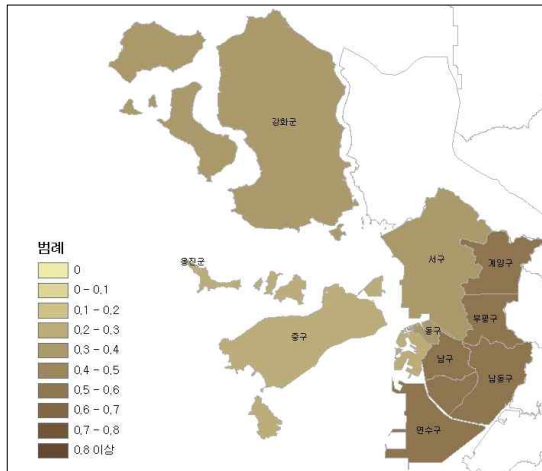 강화군
옹진군
서구
계양구
부평구
동구
중구
남구
남동구
연수구
범례
0
0 - 0.1
0.1 - 0.2
0.2 - 0.3
0.3 - 0.4
0.4 - 0.5
0.5 - 0.6
0.6 - 0.7
0.7 - 0.8
0.8 이상